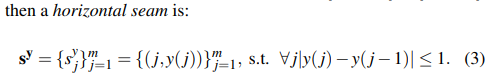 then a horizontal seam is:
s^y = {s_j^y}_{j=1}^m = {(j,y(j))}_{j=1}^m, s.t. ∀j|y(j) − y(j−1)| ≤ 1. (3)